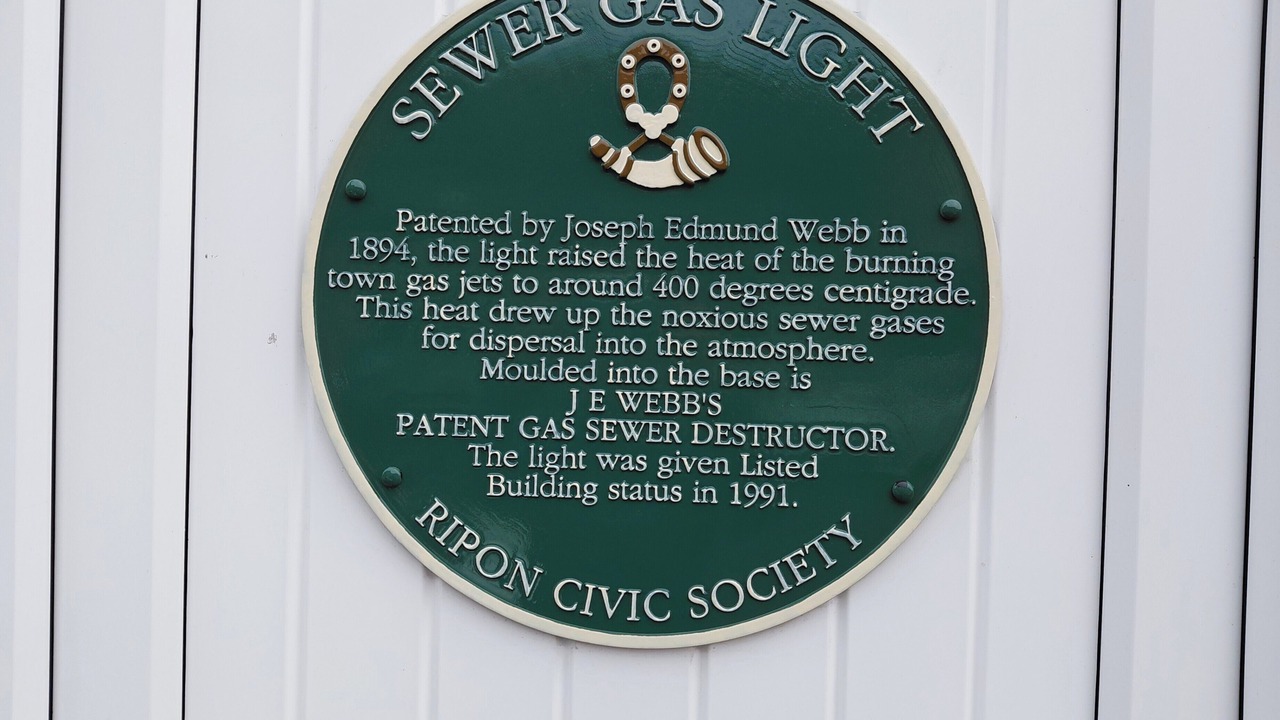 SEWER GAS LIGHT
Patented by Joseph Edmund Webb in
1894, the light raised the heat of the burning
town gas jets to around 400 degrees centigrade.
This heat drew up the noxious sewer gases
for dispersal into the atmosphere.
Moulded into the base is
J E WEBB'S
PATENT GAS SEWER DESTRUCTOR.
The light was given Listed
Building status in 1991.
RIPON CIVIC SOCIETY